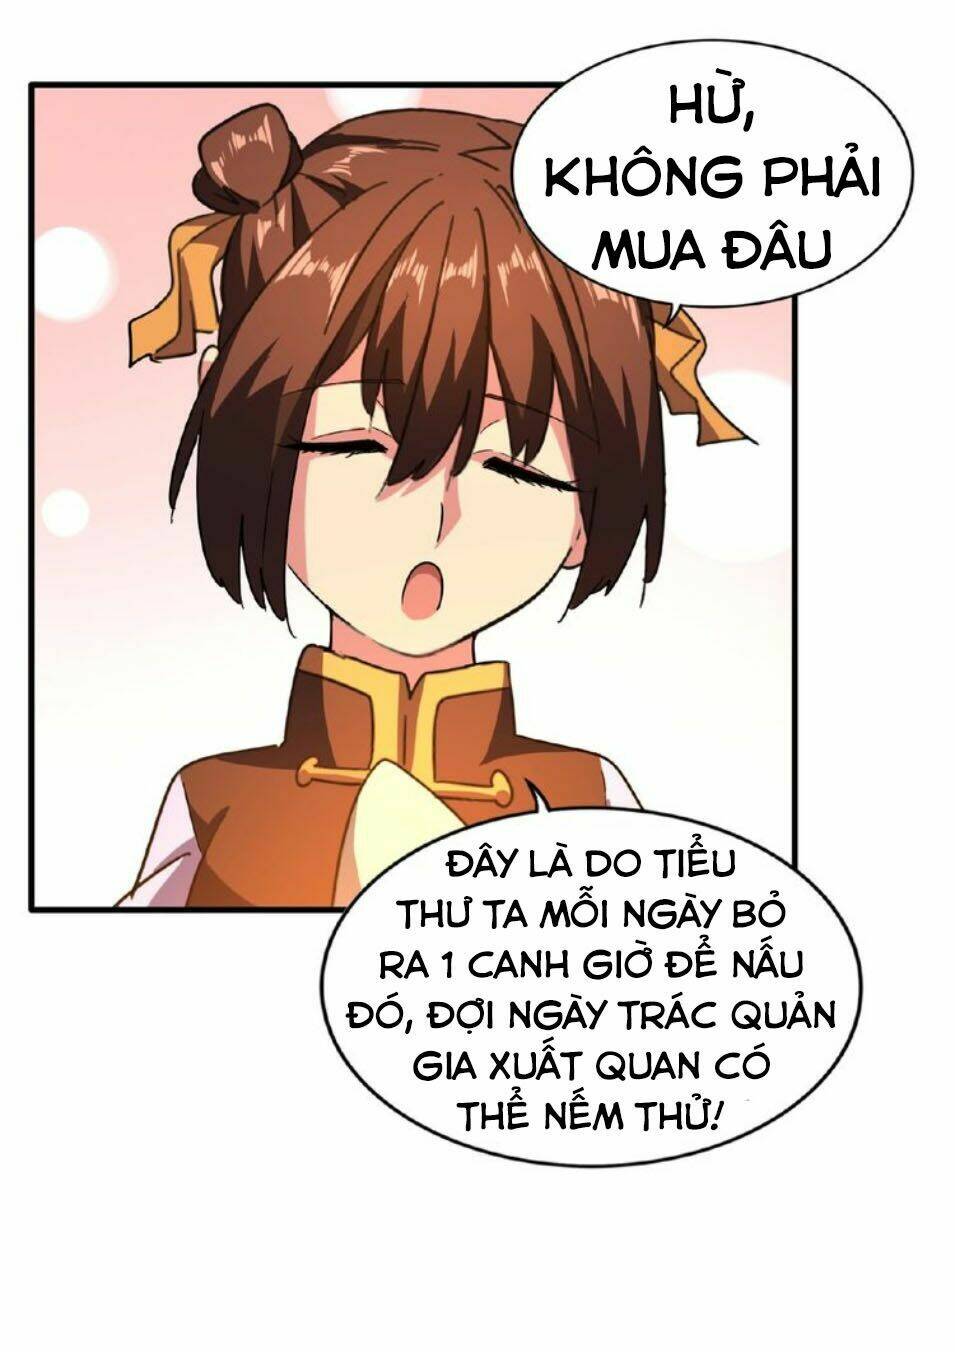 HỪ,
KHÔNG PHẢI
MUA ĐÂU
ĐÂY LÀ DO TIỂU
THƯ TA MỖI NGÀY BỎ
RA 1 CANH GIỜ ĐỂ NẤU
ĐÓ, ĐỢI NGÀY TRÁC QUẢN
GIA XUẤT QUAN CÓ
THỂ NẾM THỬ!